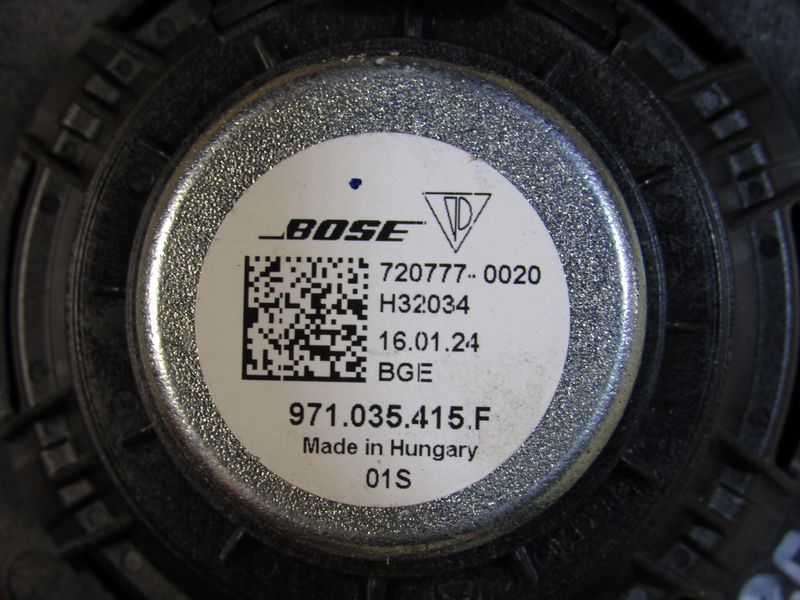 BOSE
720777-0020
H32034
16.01.24
BGE
971.035.415.F
Made in Hungary
01S